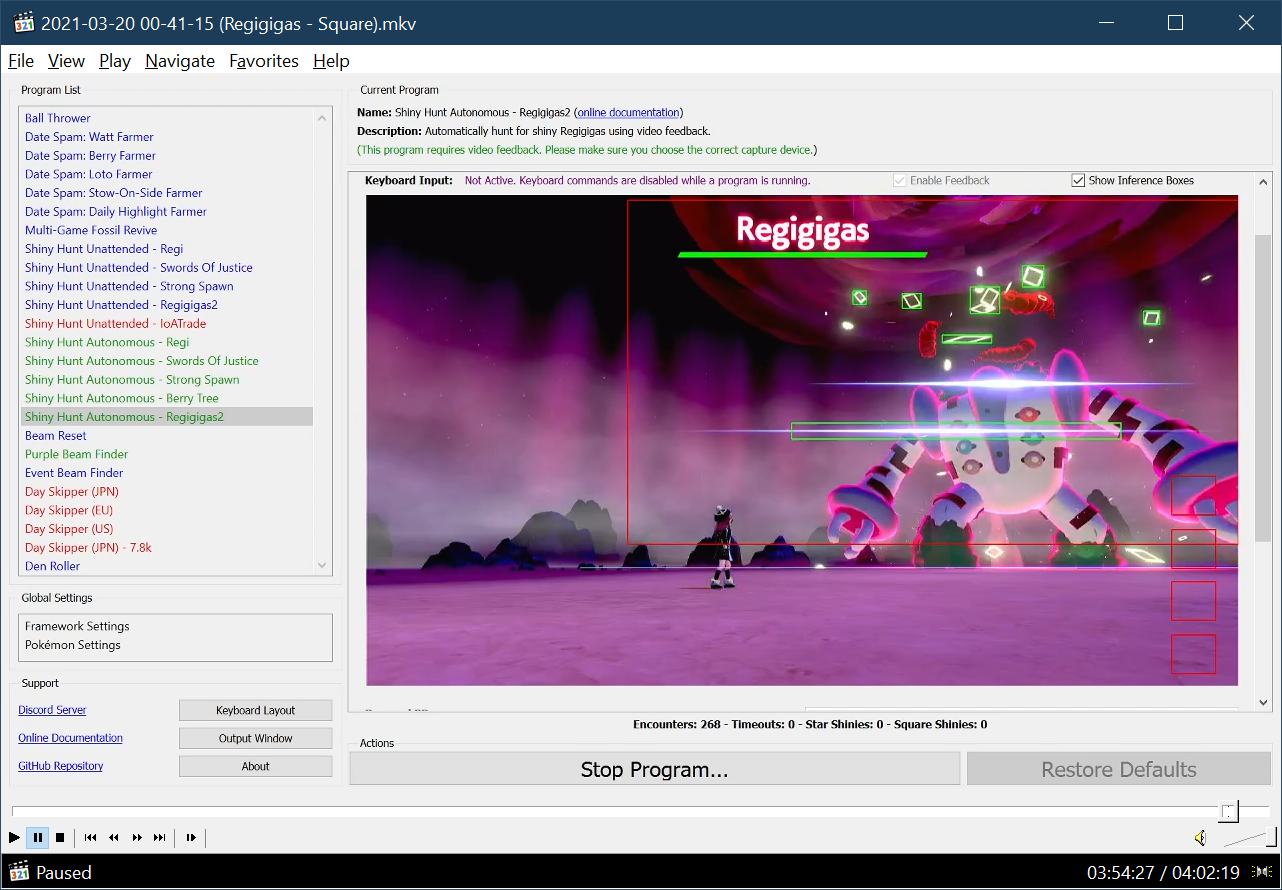 2021-03-20 00-41-15 (Regigigas - Square).mkv
File View Play Navigate Favorites Help
Program List
Ball Thrower
Date Spam: Watt Farmer
Date Spam: Berry Farmer
Date Spam: Loto Farmer
Date Spam: Stow-On-Side Farmer
Date Spam: Daily Highlight Farmer
Multi-Game Fossil Revive
Shiny Hunt Unattended - Regi
Shiny Hunt Unattended - Swords Of Justice
Shiny Hunt Unattended - Strong Spawn
Shiny Hunt Unattended - Regigigas2
Shiny Hunt Unattended - IoATrade
Shiny Hunt Autonomous - Regi
Shiny Hunt Autonomous - Swords Of Justice
Shiny Hunt Autonomous - Strong Spawn
Shiny Hunt Autonomous - Berry Tree
Shiny Hunt Autonomous - Regigigas2
Beam Reset
Purple Beam Finder
Event Beam Finder
Day Skipper (JPN)
Day Skipper (EU)
Day Skipper (US)
Day Skipper (JPN) - 7.8k
Den Roller
Global Settings
Framework Settings
Pokémon Settings
Support
Discord Server
Keyboard Layout
Online Documentation
Output Window
GitHub Repository
About
Current Program
Name: Shiny Hunt Autonomous - Regigigas2 (online documentation)
Description: Automatically hunt for shiny Regigigas using video feedback.
(This program requires video feedback. Please make sure you choose the correct capture device.)
Keyboard Input: Not Active. Keyboard commands are disabled while a program is running.
Enable Feedback
Show Inference Boxes
Regigigas
Encounters: 268 - Timeouts: 0 - Star Shinies: 0 - Square Shinies: 0
Actions
Stop Program...
Restore Defaults
Paused
03:54:27 / 04:02:19